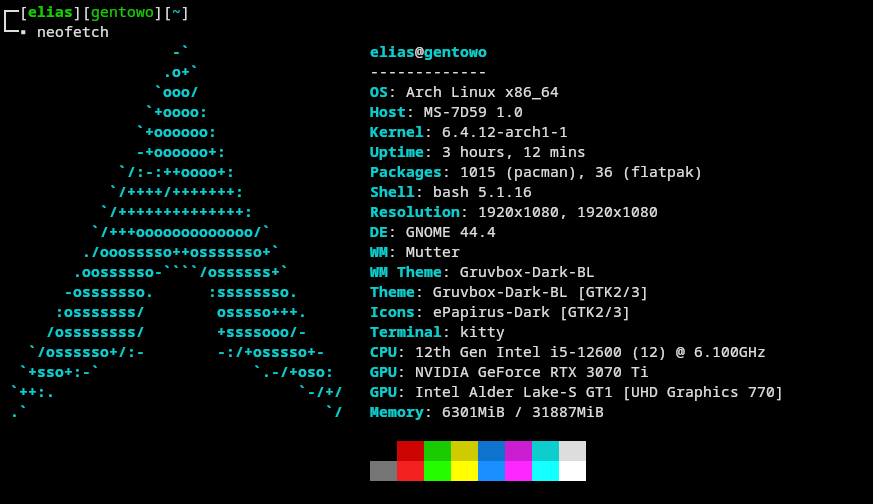 ┌─[elias][gentowo][~]
└─▪ neofetch
                  -`
                 .o+`
                `ooo/
               `+oooo:
              `+oooooo:
              -+oooooo+:
            `/:-:++oooo+:
           `/++++/+++++++:
          `/++++++++++++++:
         `/+++ooooooooooooo/`
        ./ooosssso++osssssso+`
       .oossssso-````/ossssss+`
      -osssssso.      :ssssssso.
     :osssssss/        osssso+++.
    /ossssssss/        +ssssooo/-
  `/ossssso+/:-        -:/+osssso+-
 `+sso+:-`                 `.-/+oso:
`++:.                           `-/+/
.`                                 `/
elias@gentowo
-------------
OS: Arch Linux x86_64
Host: MS-7D59 1.0
Kernel: 6.4.12-arch1-1
Uptime: 3 hours, 12 mins
Packages: 1015 (pacman), 36 (flatpak)
Shell: bash 5.1.16
Resolution: 1920x1080, 1920x1080
DE: GNOME 44.4
WM: Mutter
WM Theme: Gruvbox-Dark-BL
Theme: Gruvbox-Dark-BL [GTK2/3]
Icons: ePapirus-Dark [GTK2/3]
Terminal: kitty
CPU: 12th Gen Intel i5-12600 (12) @ 6.100GHz
GPU: NVIDIA GeForce RTX 3070 Ti
GPU: Intel Alder Lake-S GT1 [UHD Graphics 770]
Memory: 6301MiB / 31887MiB